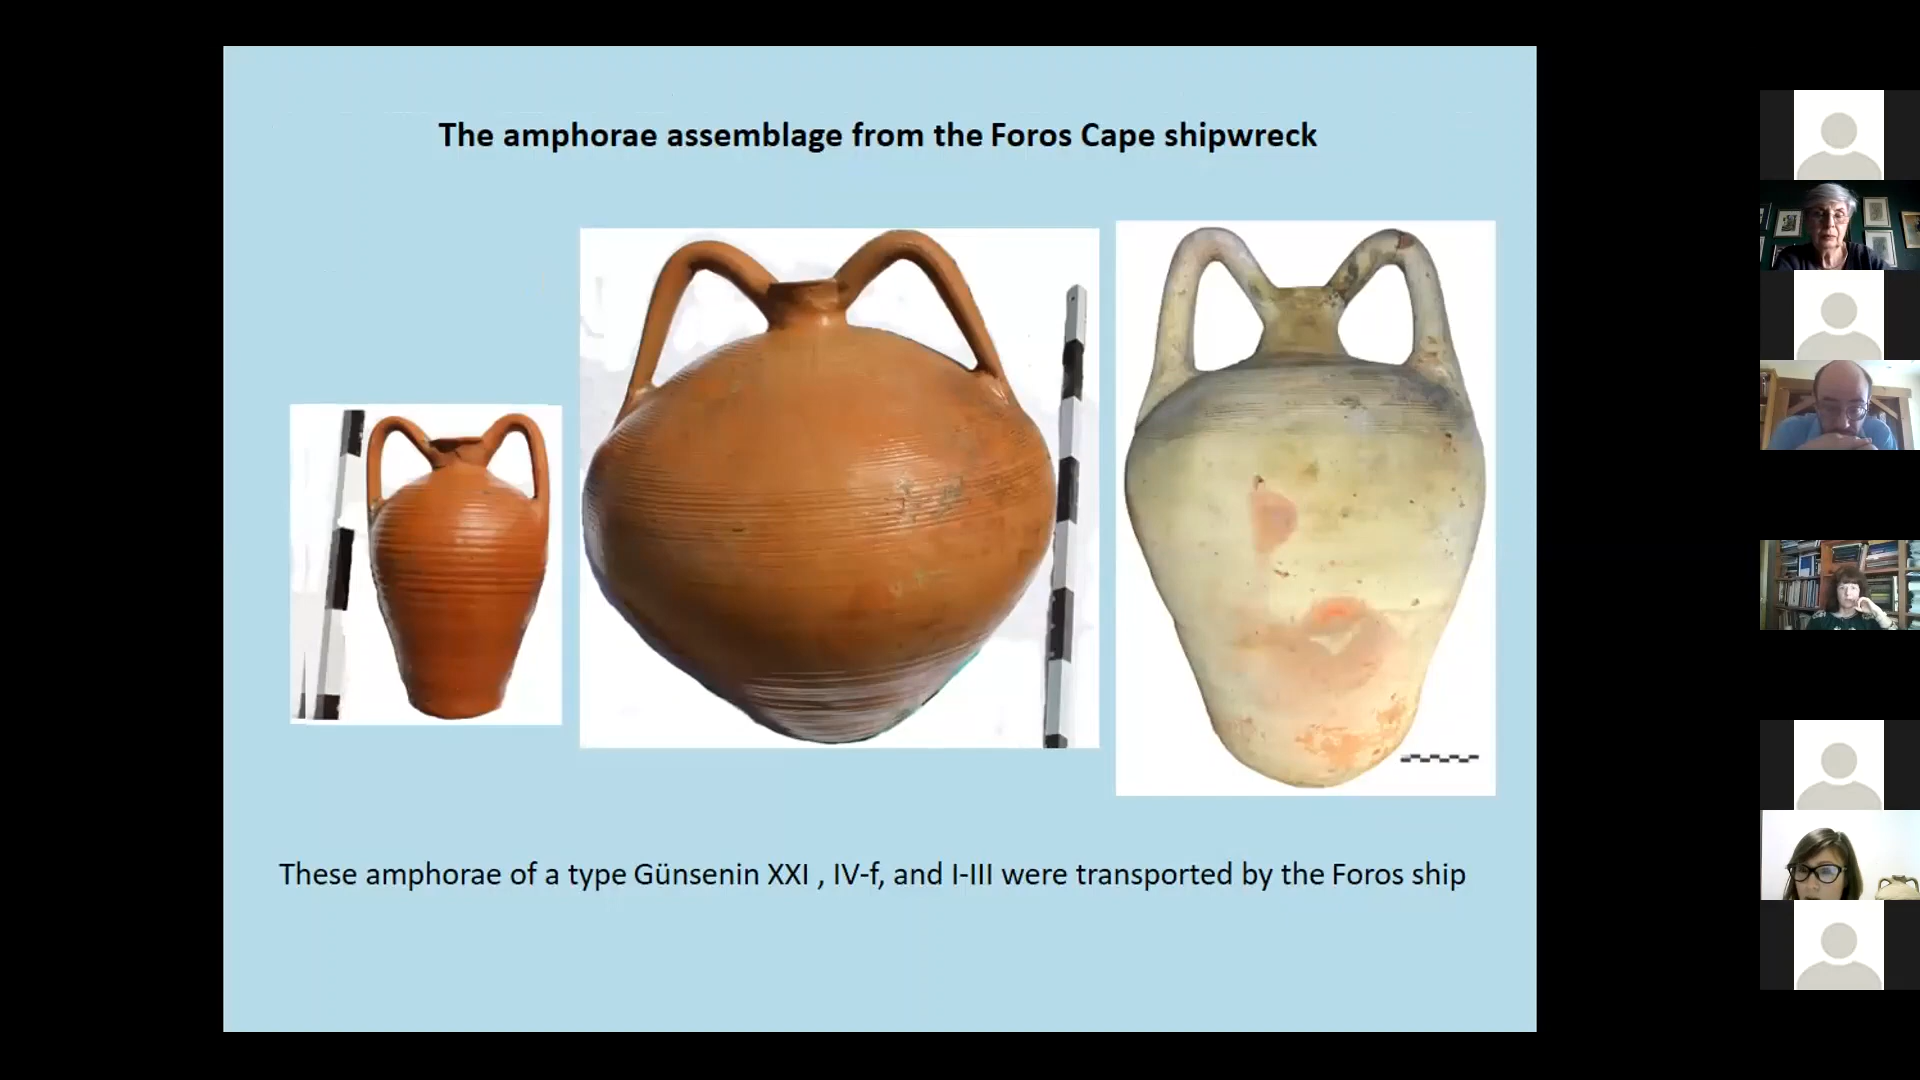 The amphorae assemblage from the Foros Cape shipwreck
These amphorae of a type Günsenin XXI , IV-f, and I-III were transported by the Foros ship